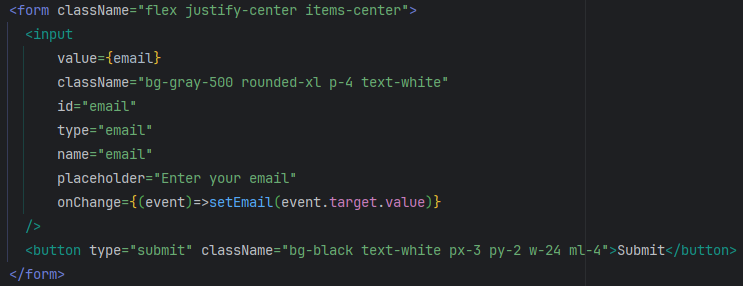 <form className="flex justify-center items-center">
<input
value={email}
className="bg-gray-500 rounded-xl p-4 text-white"
id="email"
type="email"
name="email"
placeholder="Enter your email"
onChange={(event)=>setEmail(event.target.value)}
/>
<button type="submit" className="bg-black text-white px-3 py-2 w-24 ml-4">Submit</button>
</form>